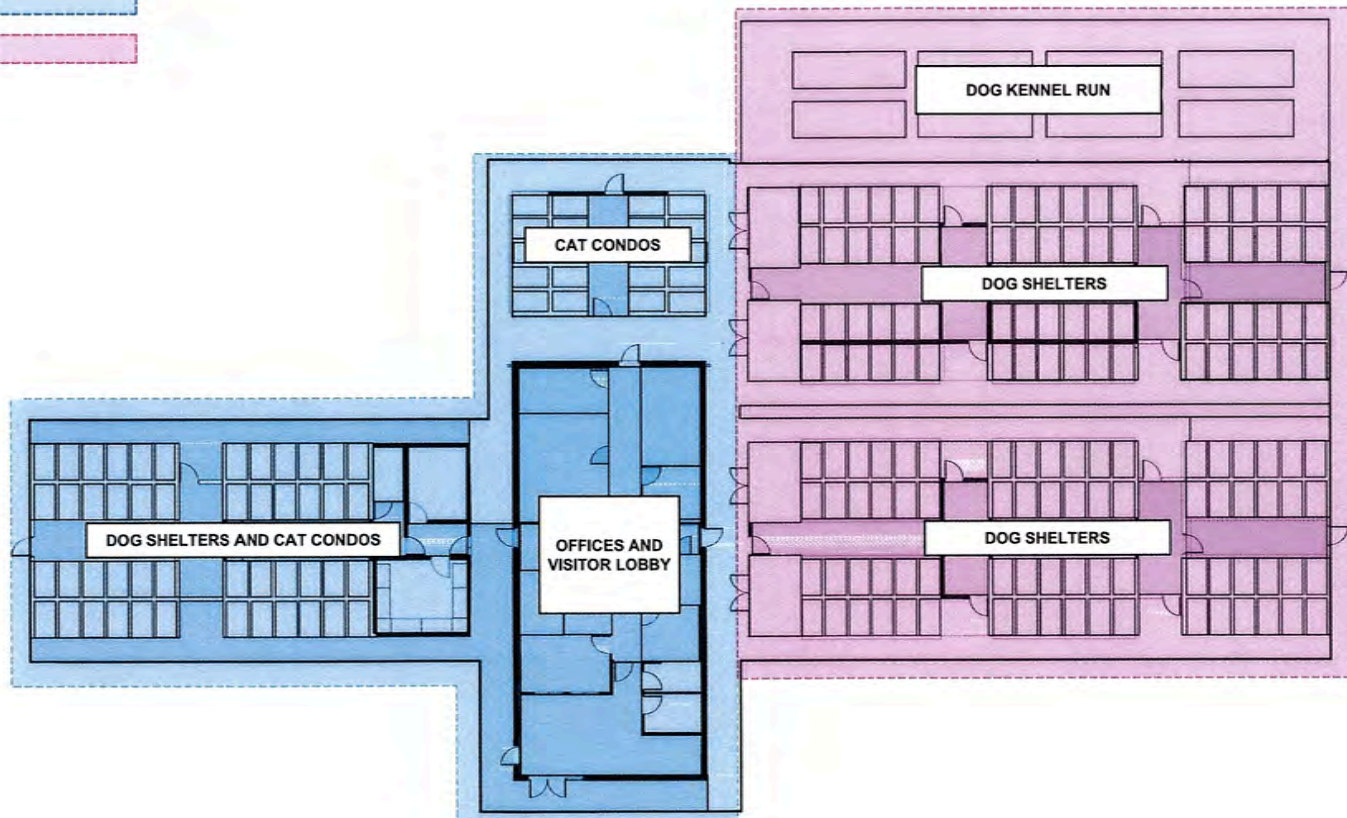 DOG KENNEL RUN
CAT CONDOS
DOG SHELTERS
DOG SHELTERS AND CAT CONDOS
OFFICES AND
VISITOR LOBBY
DOG SHELTERS